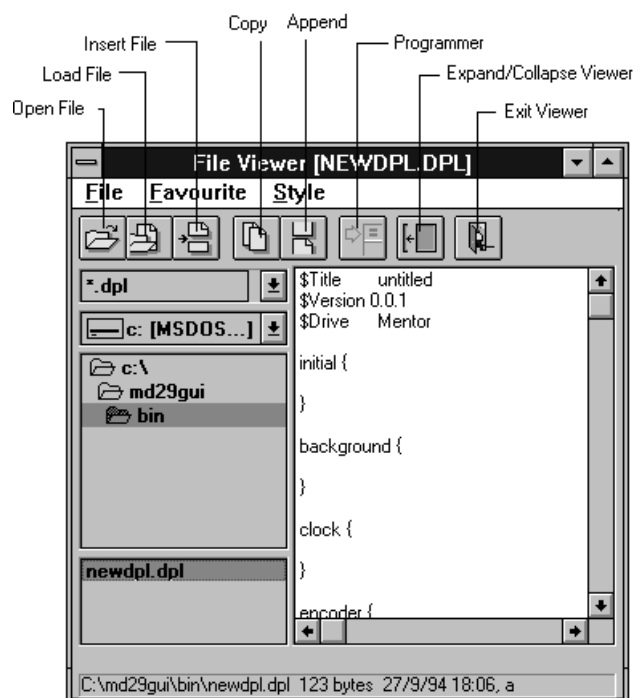 Copy Append
Insert File
Programmer
Load File
Expand/Collapse Viewer
Open File
Exit Viewer
File Viewer [NEWDPL.DPL]
File Favourite Style
*.dpl
c: [MSDOS...]
c:\
md29gui
bin
newdpl.dpl
$Title untitled
$Version 0.0.1
$Drive Mentor
initial {
}
background {
}
clock {
}
encoder {
C:\md29gui\bin\newdpl.dpl 123 bytes 27/9/94 18:06, a